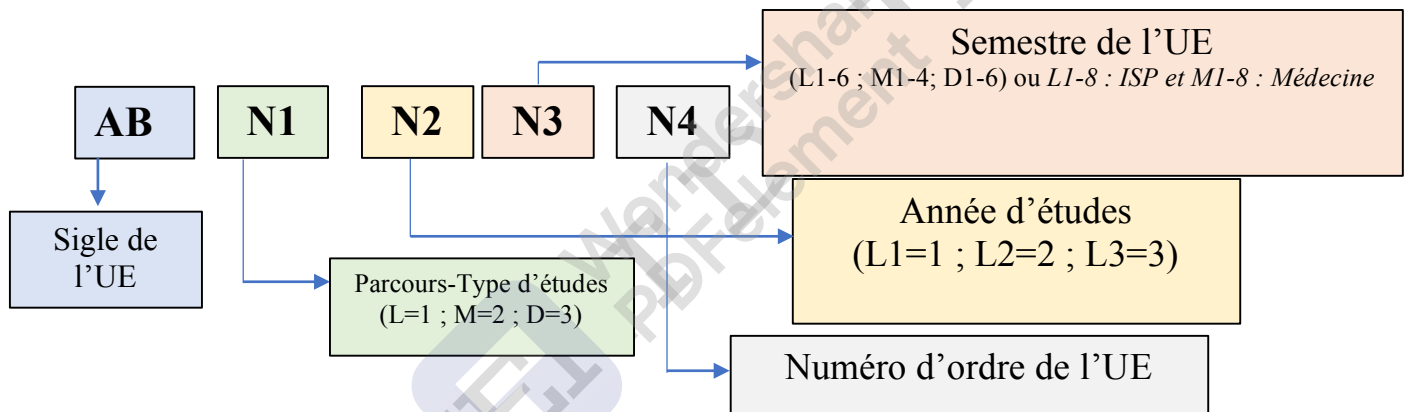 Semestre de l’UE
(L1-6 ; M1-4; D1-6) ou L1-8 : ISP et M1-8 : Médecine
AB N1 N2 N3 N4
Sigle de
l’UE
Année d’études
(L1=1 ; L2=2 ; L3=3)
Parcours-Type d’études
(L=1 ; M=2 ; D=3)
Numéro d’ordre de l’UE
Wondershare
PDFelement